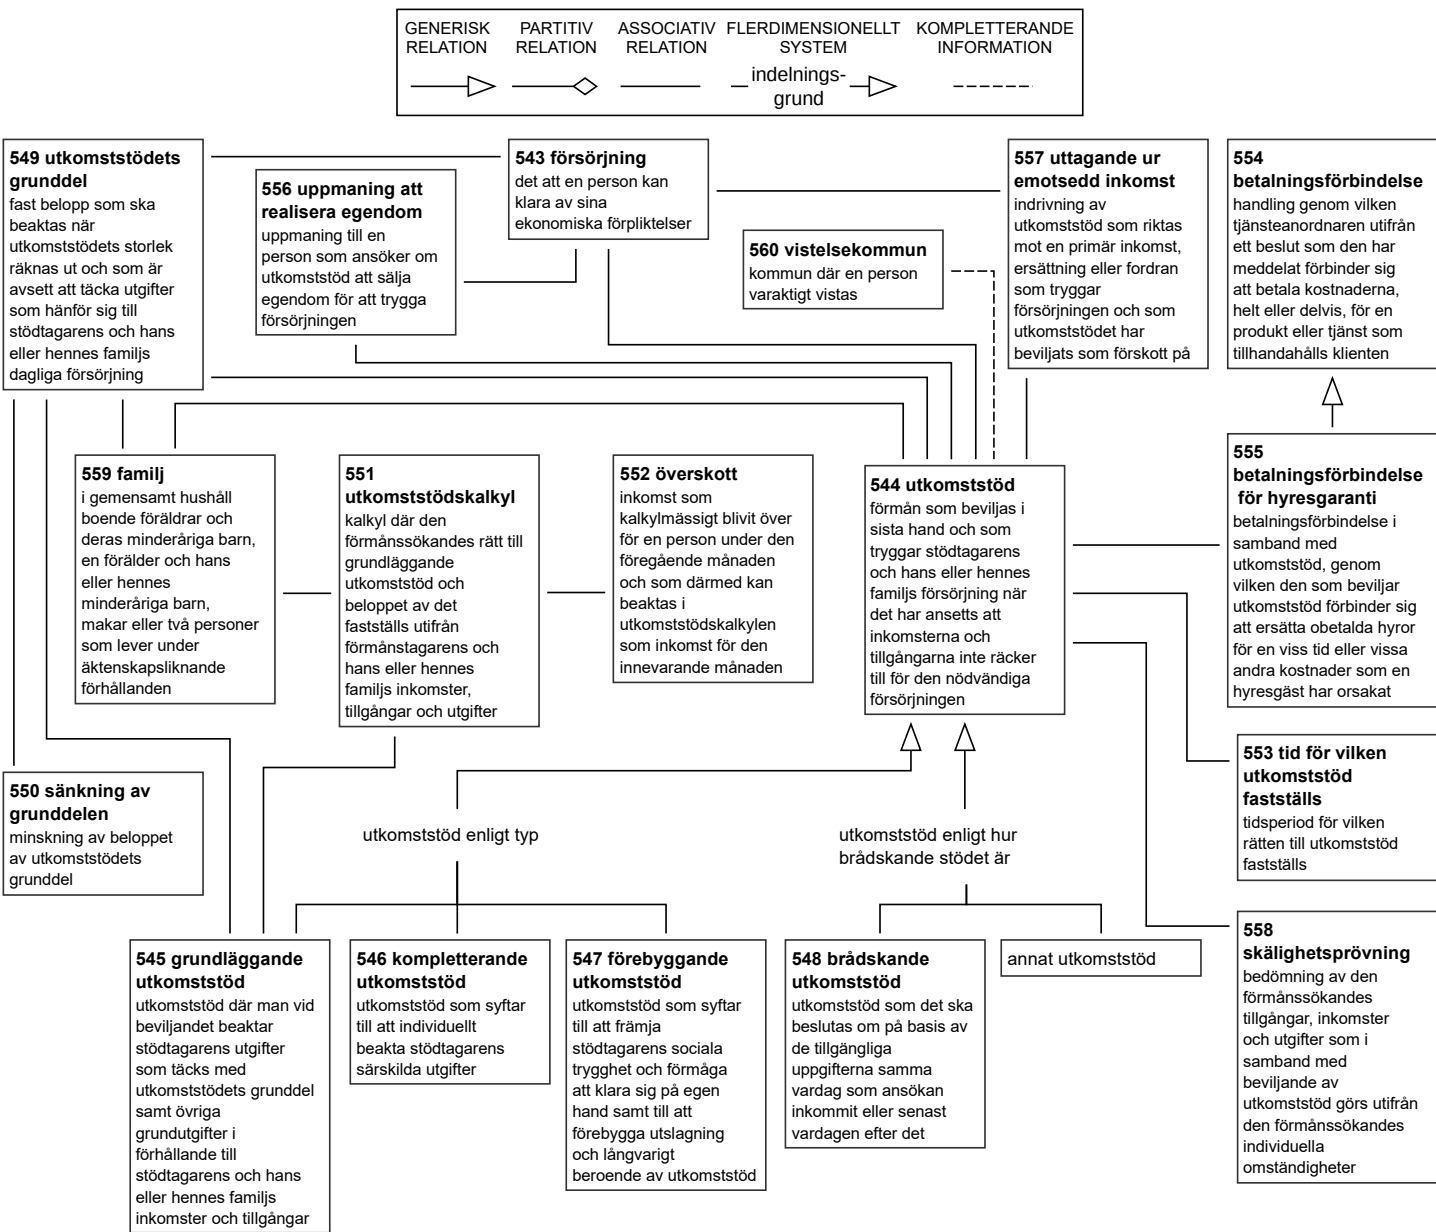 GENERISK
RELATION
PARTITIV
RELATION
ASSOCIATIV
RELATION
FLERDIMENSIONELLT
SYSTEM
indelnings-
grund
KOMPLETTERANDE
INFORMATION
549 utkomststödets
grunddel
fast belopp som ska
beaktas när
utkomststödets storlek
räknas ut och som är
avsett att täcka utgifter
som hänför sig till
stödtagarens och hans
eller hennes familjs
dagliga försörjning
556 uppmaning att
realisera egendom
uppmaning till en
person som ansöker om
utkomststöd att sälja
egendom för att trygga
försörjningen
543 försörjning
det att en person kan
klara av sina
ekonomiska förpliktelser
560 vistelsekommun
kommun där en person
varaktigt vistas
557 uttagande ur
emotsedd inkomst
indrivning av
utkomststöd som riktas
mot en primär inkomst,
ersättning eller fordran
som tryggar
försörjningen och som
utkomststödet har
beviljats som förskott på
554
betalningsförbindelse
handling genom vilken
tjänsteanordnaren utifrån
ett beslut som den har
meddelat förbinder sig
att betala kostnaderna,
helt eller delvis, för en
produkt eller tjänst som
tillhandahålls klienten
559 familj
i gemensamt hushåll
boende föräldrar och
deras minderåriga barn,
en förälder och hans
eller hennes
minderåriga barn,
makar eller två personer
som lever under
äktenskapsliknande
förhållanden
551
utkomststödskalkyl
kalkyl där den
förmånssökandes rätt till
grundläggande
utkomststöd och
beloppet av det
fastställs utifrån
förmånstagarens och
hans eller hennes
familjs inkomster,
tillgångar och utgifter
552 överskott
inkomst som
kalkylmässigt blivit över
för en person under den
föregående månaden
och som därmed kan
beaktas i
utkomststödskalkylen
som inkomst för den
innevarande månaden
544 utkomststöd
förmån som beviljas i
sista hand och som
tryggar stödtagarens
och hans eller hennes
familjs försörjning när
det har ansetts att
inkomsterna och
tillgångarna inte räcker
till för den nödvändiga
försörjningen
555
betalningsförbindelse
för hyresgaranti
betalningsförbindelse i
samband med
utkomststöd, genom
vilken den som beviljar
utkomststöd förbinder sig
att ersätta obetalda hyror
för en viss tid eller vissa
andra kostnader som en
hyresgäst har orsakat
550 sänkning av
grunddelen
minskning av beloppet
av utkomststödets
grunddel
utkomststöd enligt typ
utkomststöd enligt hur
brådskande stödet är
553 tid för vilken
utkomststöd
fastställs
tidsperiod för vilken
rätten till utkomststöd
fastställs
545 grundläggande
utkomststöd
utkomststöd där man vid
beviljandet beaktar
stödtagarens utgifter
som täcks med
utkomststödets grunddel
samt övriga
grundutgifter i
förhållande till
stödtagarens och hans
eller hennes familjs
inkomster och tillgångar
546 kompletterande
utkomststöd
utkomststöd som syftar
till att individuellt
beakta stödtagarens
särskilda utgifter
547 förebyggande
utkomststöd
utkomststöd som syftar
till att främja
stödtagarens sociala
trygghet och förmåga
att klara sig på egen
hand samt till att
förebygga utslagning
och långvarigt
beroende av utkomststöd
548 brådskande
utkomststöd
utkomststöd som det ska
beslutas om på basis av
de tillgängliga
uppgifterna samma
vardag som ansökan
inkommit eller senast
vardagen efter det
annat utkomststöd
558
skälighetsprövning
bedömning av den
förmånssökandes
tillgångar, inkomster
och utgifter som i
samband med
beviljande av
utkomststöd görs utifrån
den förmånssökandes
individuella
omständigheter